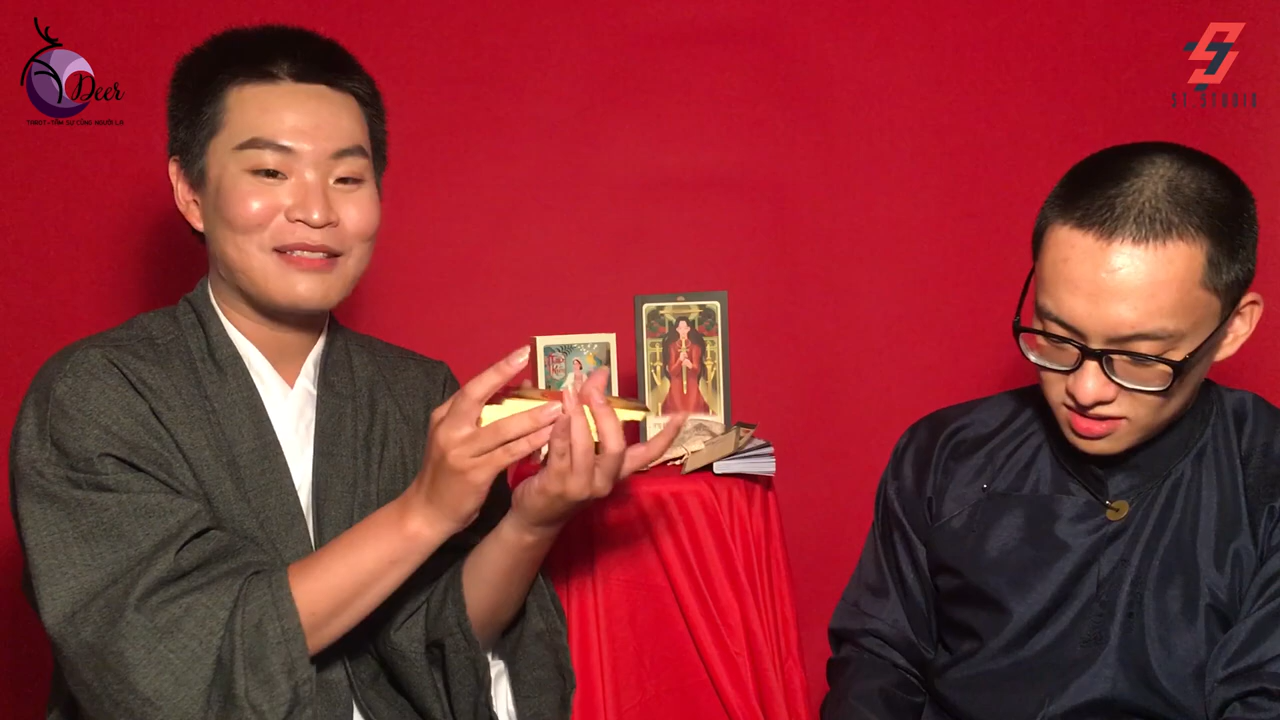 Deer
TAROT-TÂM SỰ CÙNG NGƯỜI LẠ
ST STUDIO